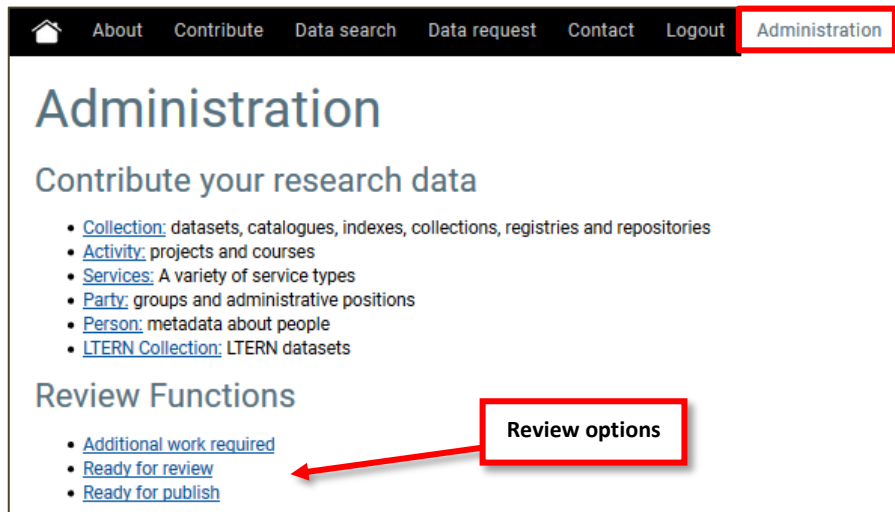 About Contribute Data search Data request Contact Logout Administration
Administration
Contribute your research data
Collection: datasets, catalogues, indexes, collections, registries and repositories
Activity: projects and courses
Services: A variety of service types
Party: groups and administrative positions
Person: metadata about people
LTERN Collection: LTERN datasets
Review Functions
Additional work required
Ready for review
Ready for publish
Review options